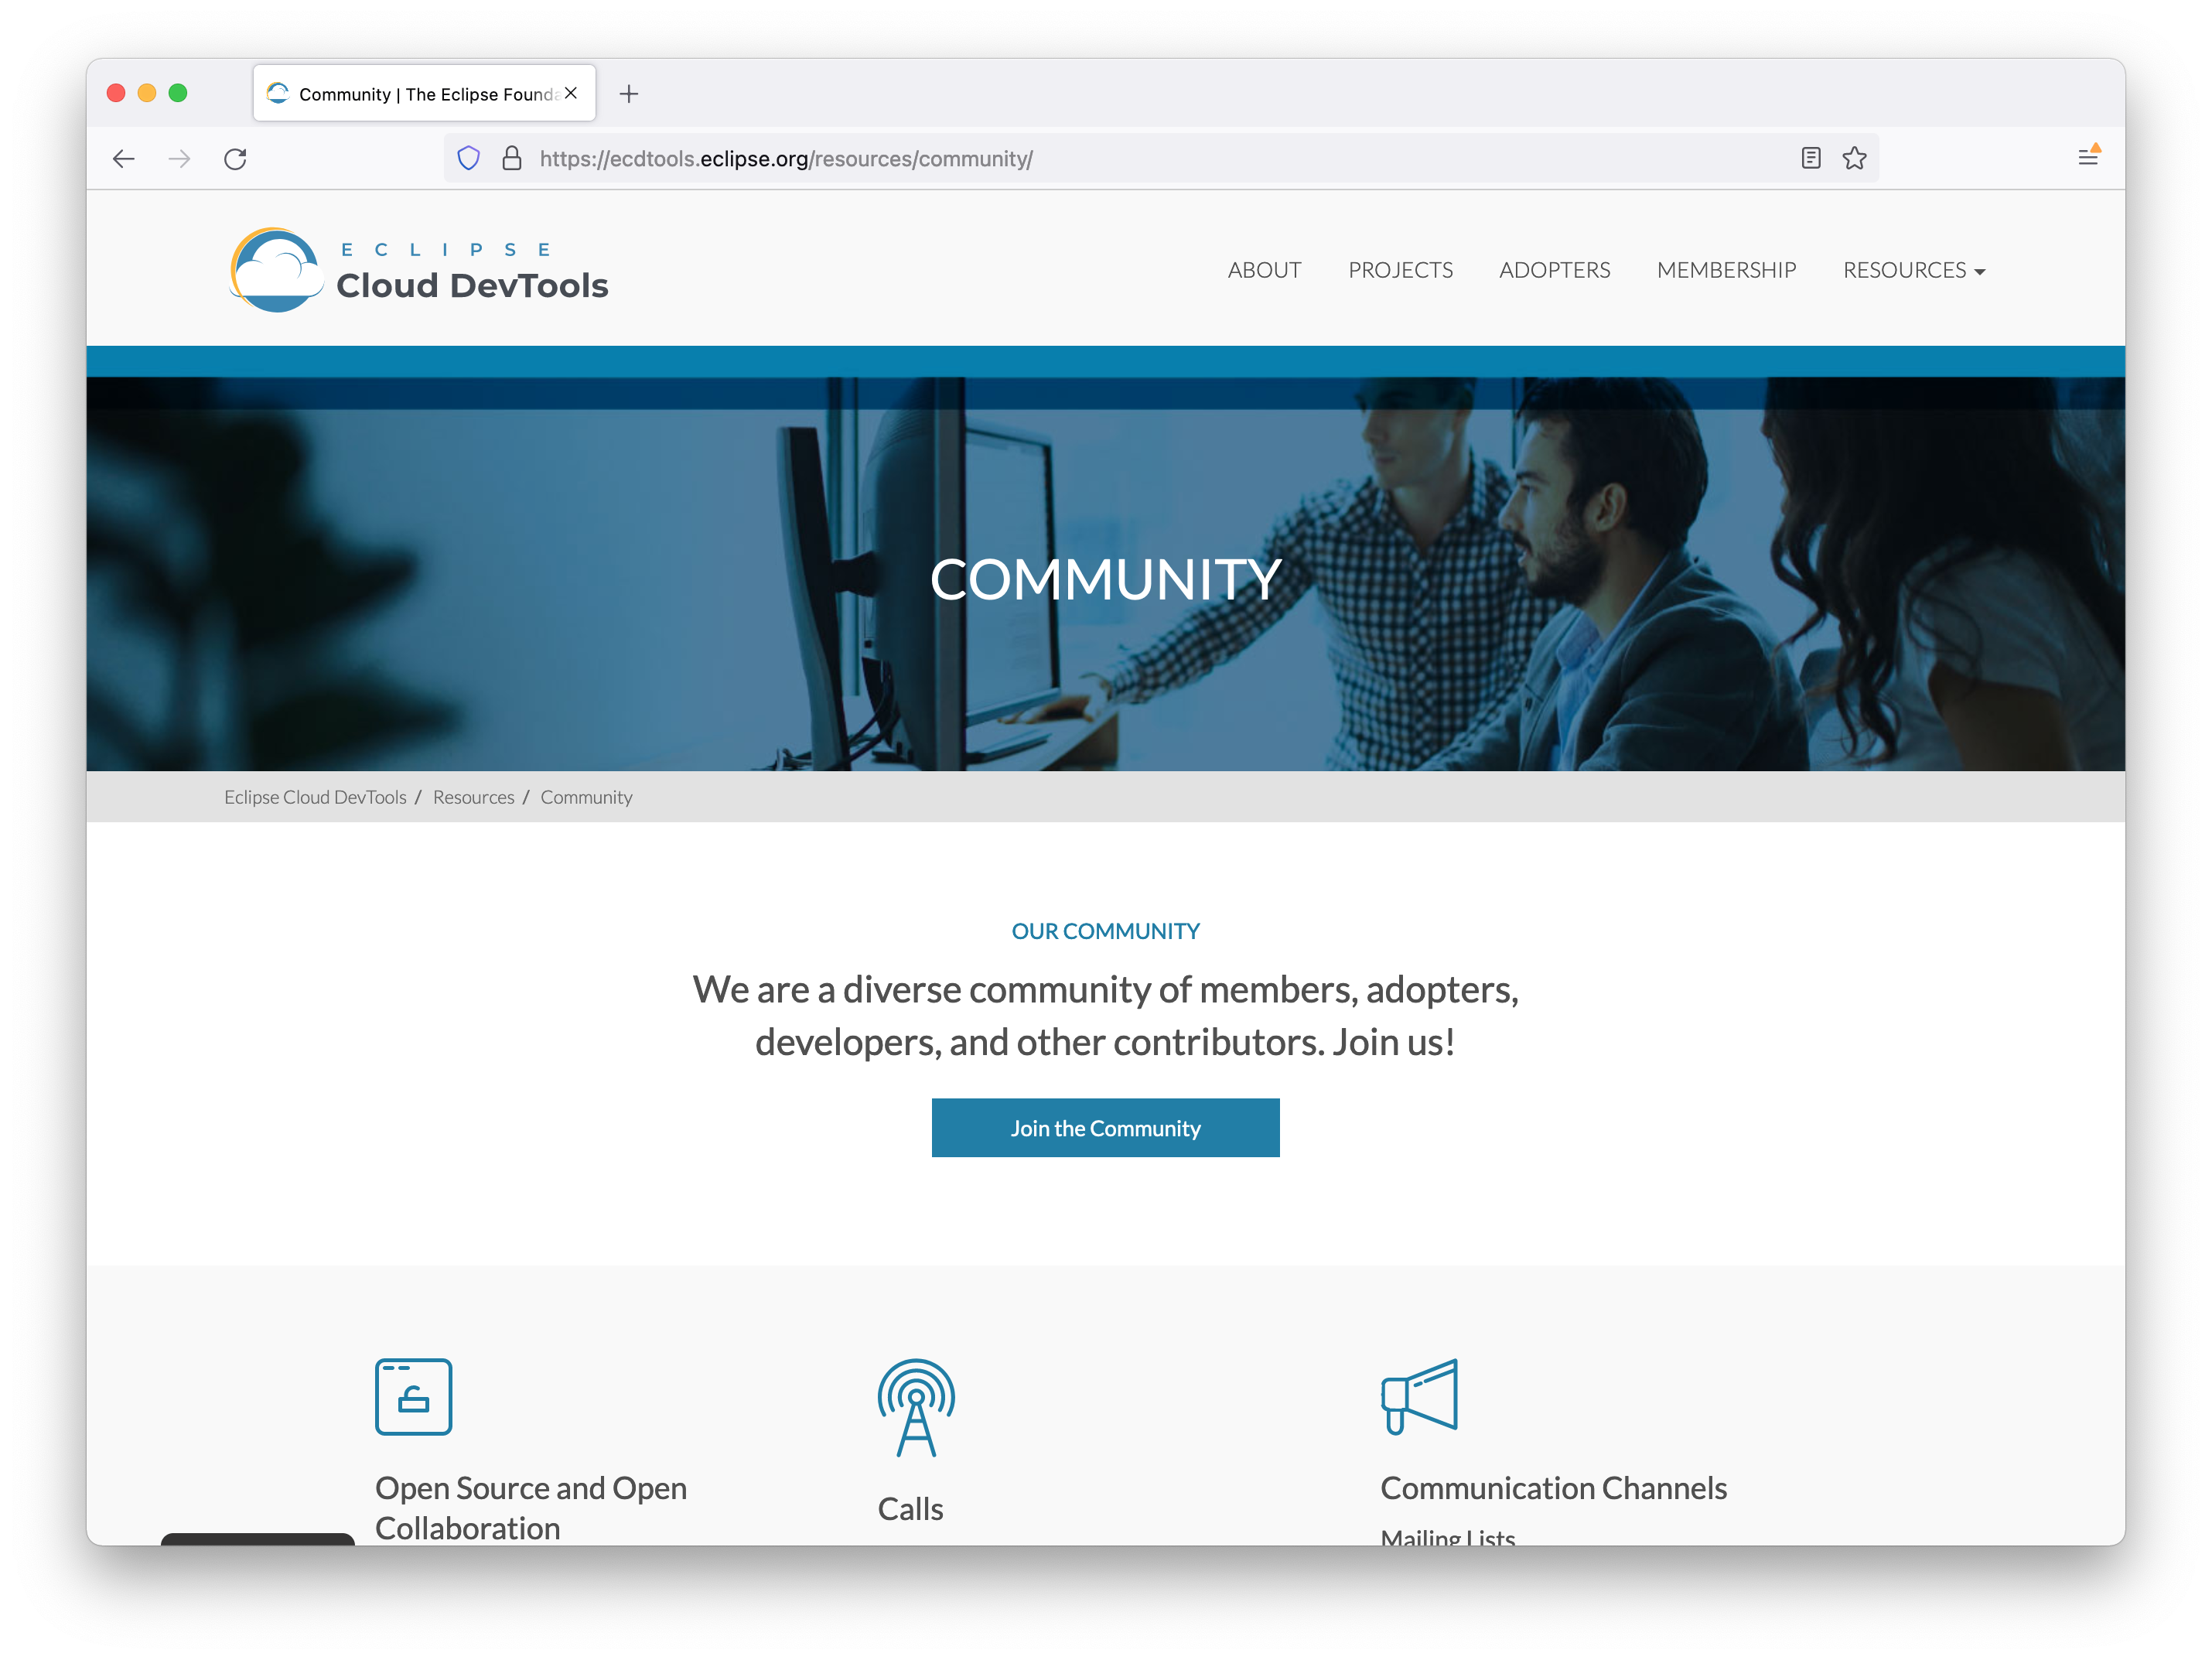 Community | The Eclipse Founda
https://ecdtools.eclipse.org/resources/community/
ECLIPSE
Cloud DevTools
ABOUT PROJECTS ADOPTERS MEMBERSHIP RESOURCES
COMMUNITY
Eclipse Cloud DevTools / Resources / Community
OUR COMMUNITY
We are a diverse community of members, adopters,
developers, and other contributors. Join us!
Join the Community
Open Source and Open
Collaboration
Calls
Communication Channels
Mailing Lists